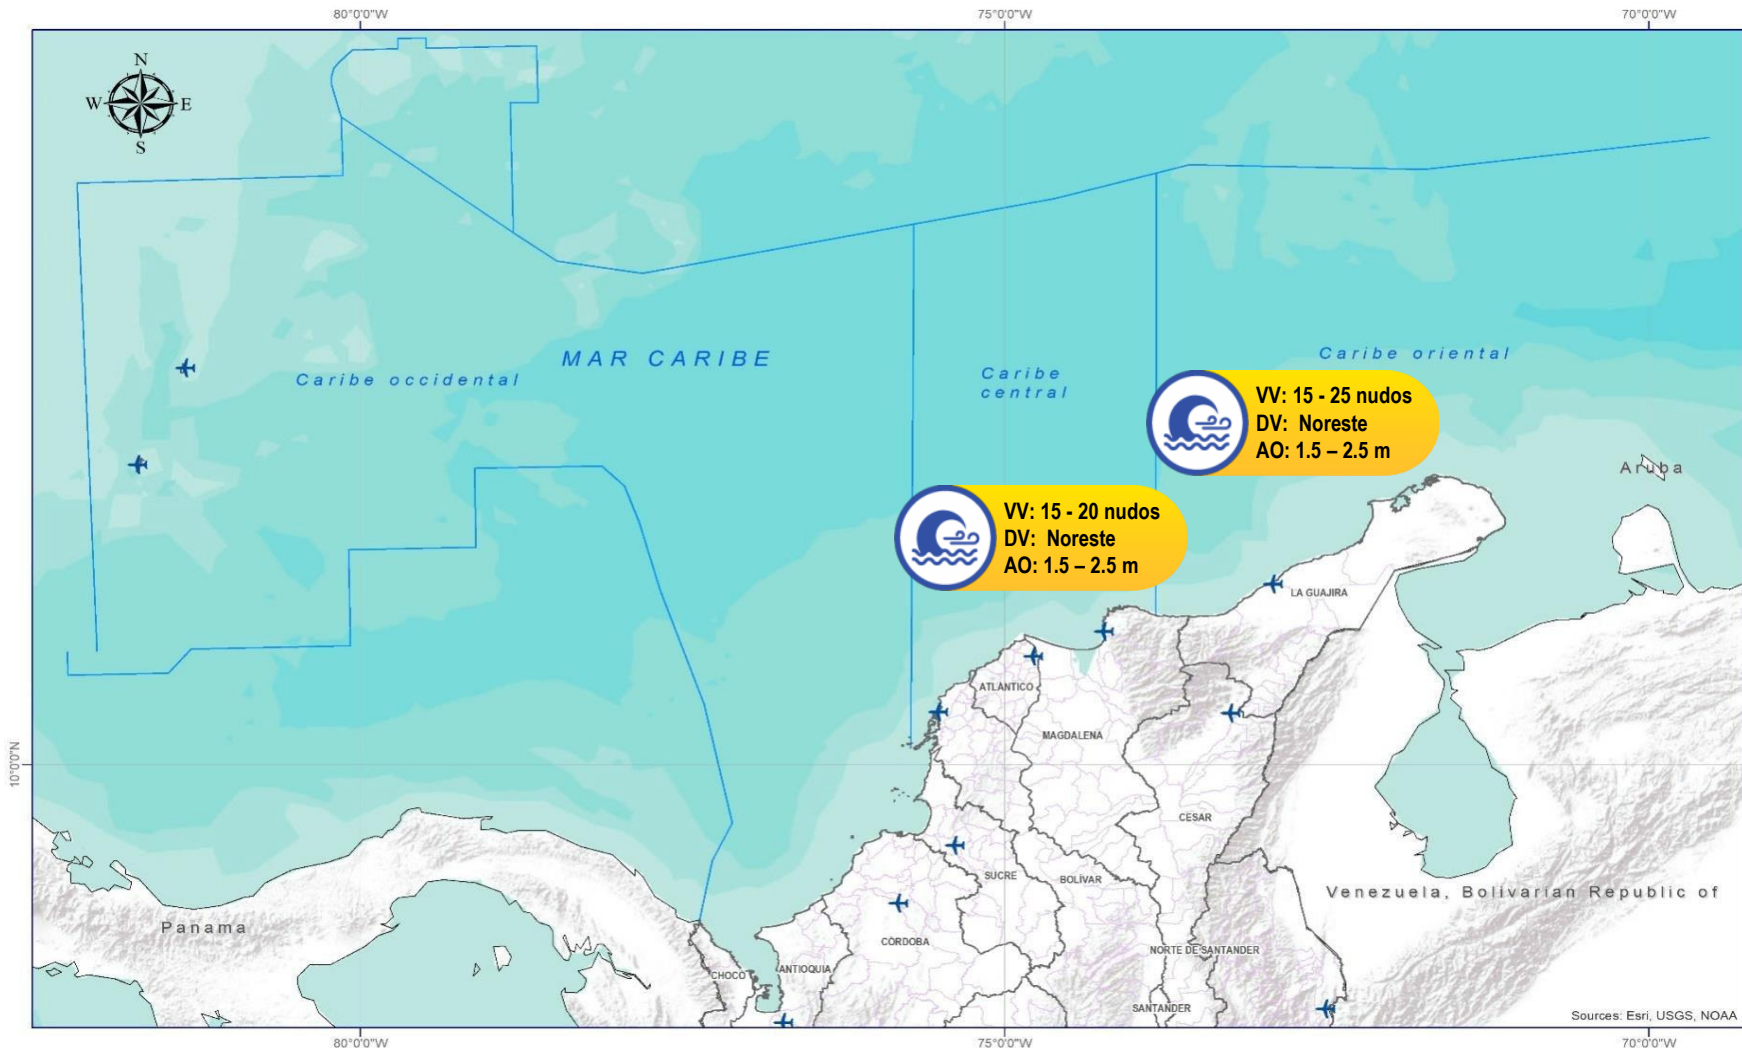 80°0'0"W
75°0'0"W
70°0'0"W
N
W
E
S
MAR CARIBE
Caribe occidental
Caribe
central
Caribe oriental
VV: 15 - 25 nudos
DV: Noreste
AO: 1.5 – 2.5 m
VV: 15 - 20 nudos
DV: Noreste
AO: 1.5 – 2.5 m
Aruba
LA GUAJIRA
ATLÁNTICO
MAGDALENA
10°0'0"N
CESAR
SUCRE
BOLÍVAR
Venezuela, Bolivarian Republic of
Panama
CÓRDOBA
NORTE DE SANTANDER
CHOCO
ANTIOQUIA
SANTANDER
Sources: Esri, USGS, NOAA
80°0'0"W
75°0'0"W
70°0'0"W